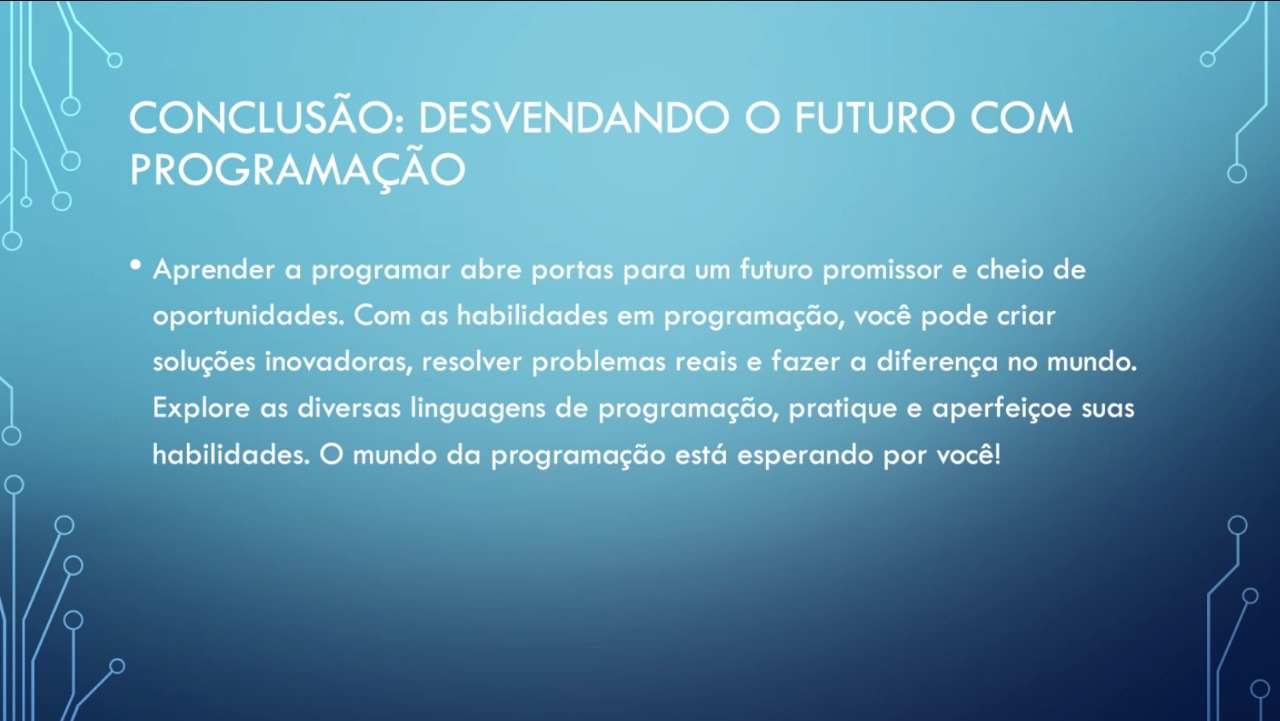 CONCLUSÃO: DESVENDANDO O FUTURO COM
PROGRAMAÇÃO
• Aprender a programar abre portas para um futuro promissor e cheio de
oportunidades. Com as habilidades em programação, você pode criar
soluções inovadoras, resolver problemas reais e fazer a diferença no mundo.
Explore as diversas linguagens de programação, pratique e aperfeiçoe suas
habilidades. O mundo da programação está esperando por você!